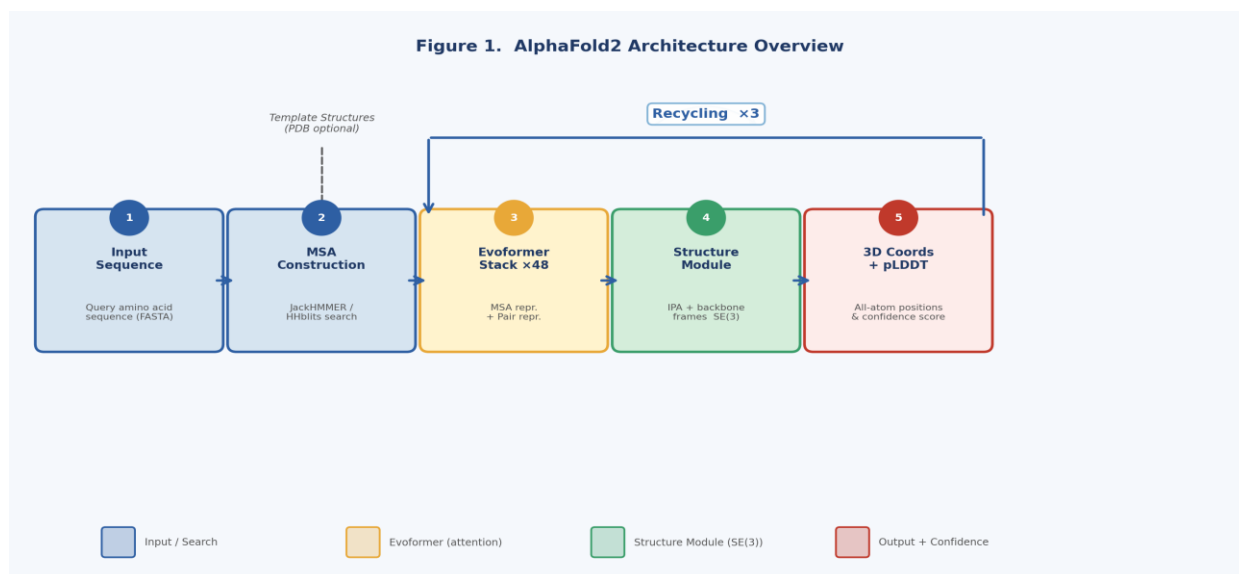 Figure 1.  AlphaFold2 Architecture Overview
Recycling  ×3
Template Structures
(PDB optional)
1
Input
Sequence
Query amino acid
sequence (FASTA)
2
MSA
Construction
JackHMMER /
HHblits search
3
Evoformer
Stack ×48
MSA repr.
+ Pair repr.
4
Structure
Module
IPA + backbone
frames  SE(3)
5
3D Coords
+ pLDDT
All-atom positions
& confidence score
Input / Search
Evoformer (attention)
Structure Module (SE(3))
Output + Confidence